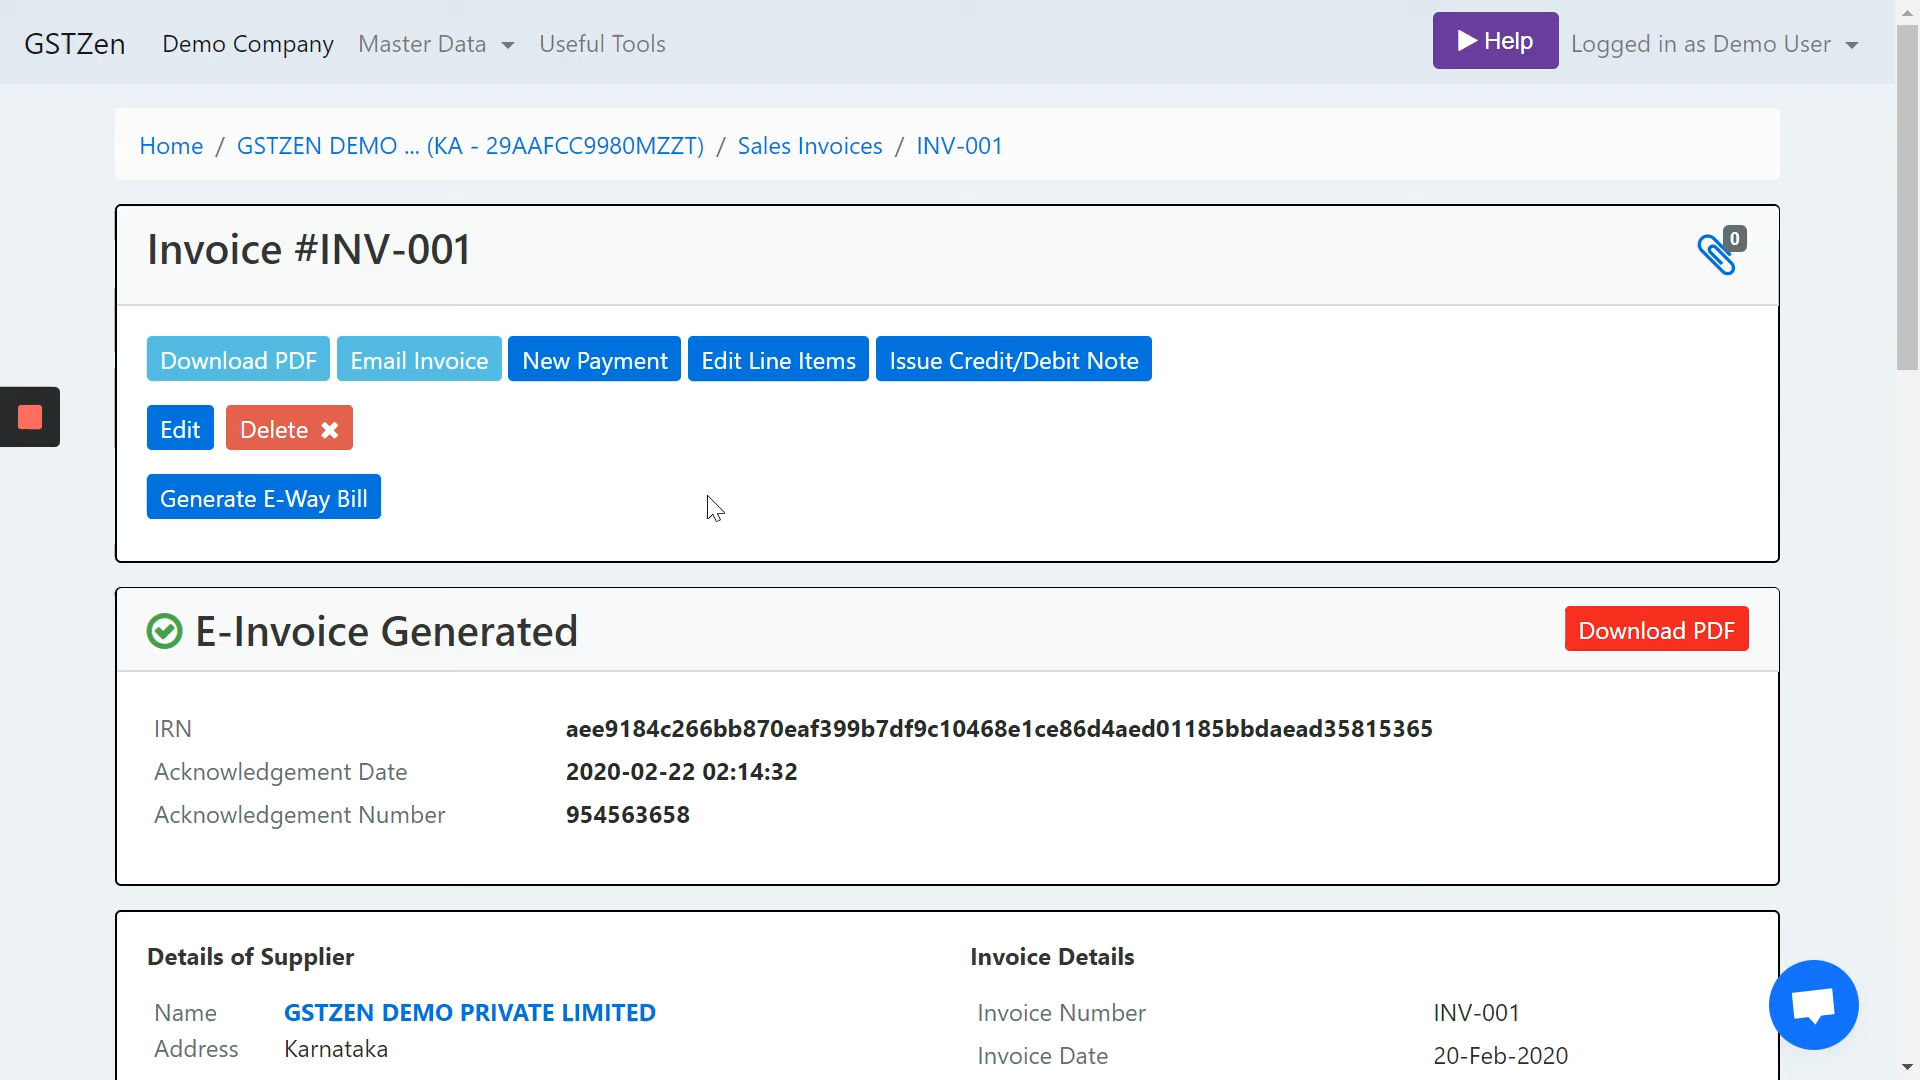 GSTZen Demo Company Master Data Useful Tools Help Logged in as Demo User
Home / GSTZEN DEMO ... (KA - 29AAFCC9980MZZT) / Sales Invoices / INV-001
Invoice #INV-001
0
Download PDF Email Invoice New Payment Edit Line Items Issue Credit/Debit Note
Edit Delete
Generate E-Way Bill
E-Invoice Generated Download PDF
IRN aee9184c266bb870eaf399b7df9c10468e1ce86d4aed01185bbdaead35815365
Acknowledgement Date 2020-02-22 02:14:32
Acknowledgement Number 954563658
Details of Supplier
Name GSTZEN DEMO PRIVATE LIMITED
Address Karnataka
Invoice Details
Invoice Number INV-001
Invoice Date 20-Feb-2020